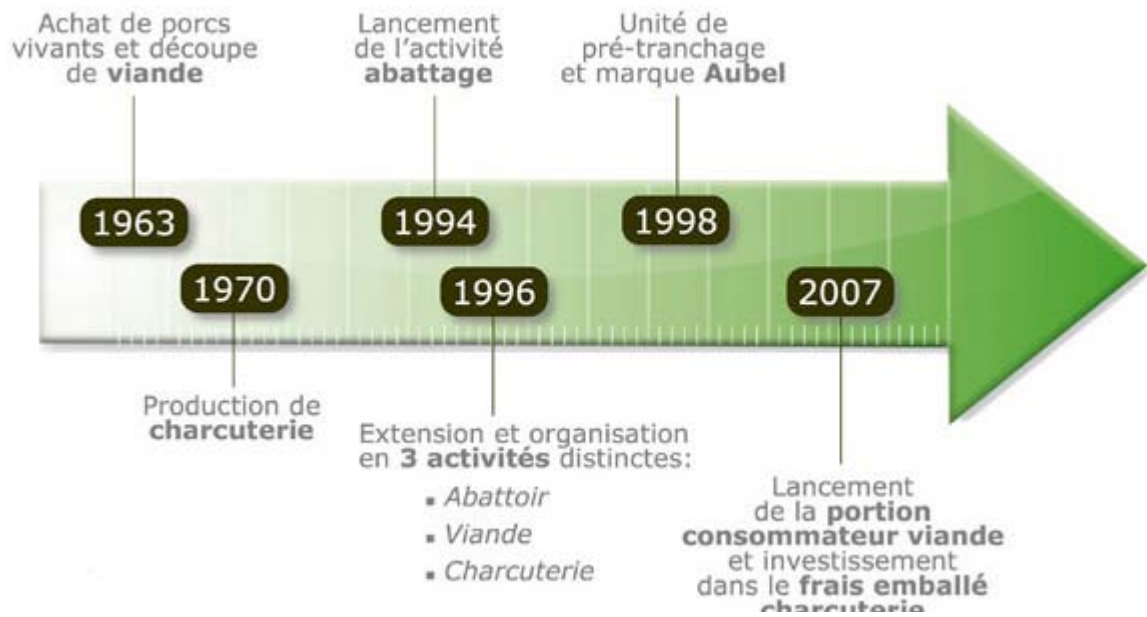 Achat de porcs
vivants et découpe
de viande
Lancement
de l'activité
abattage
Unité de
pré-tranchage
et marque Aubel
1963
1994
1998
1970
1996
2007
Production de
charcuterie
Extension et organisation
en 3 activités distinctes:
▪ Abattoir
▪ Viande
▪ Charcuterie
Lancement
de la portion
consommateur viande
et investissement
dans le frais emballé
charcuterie